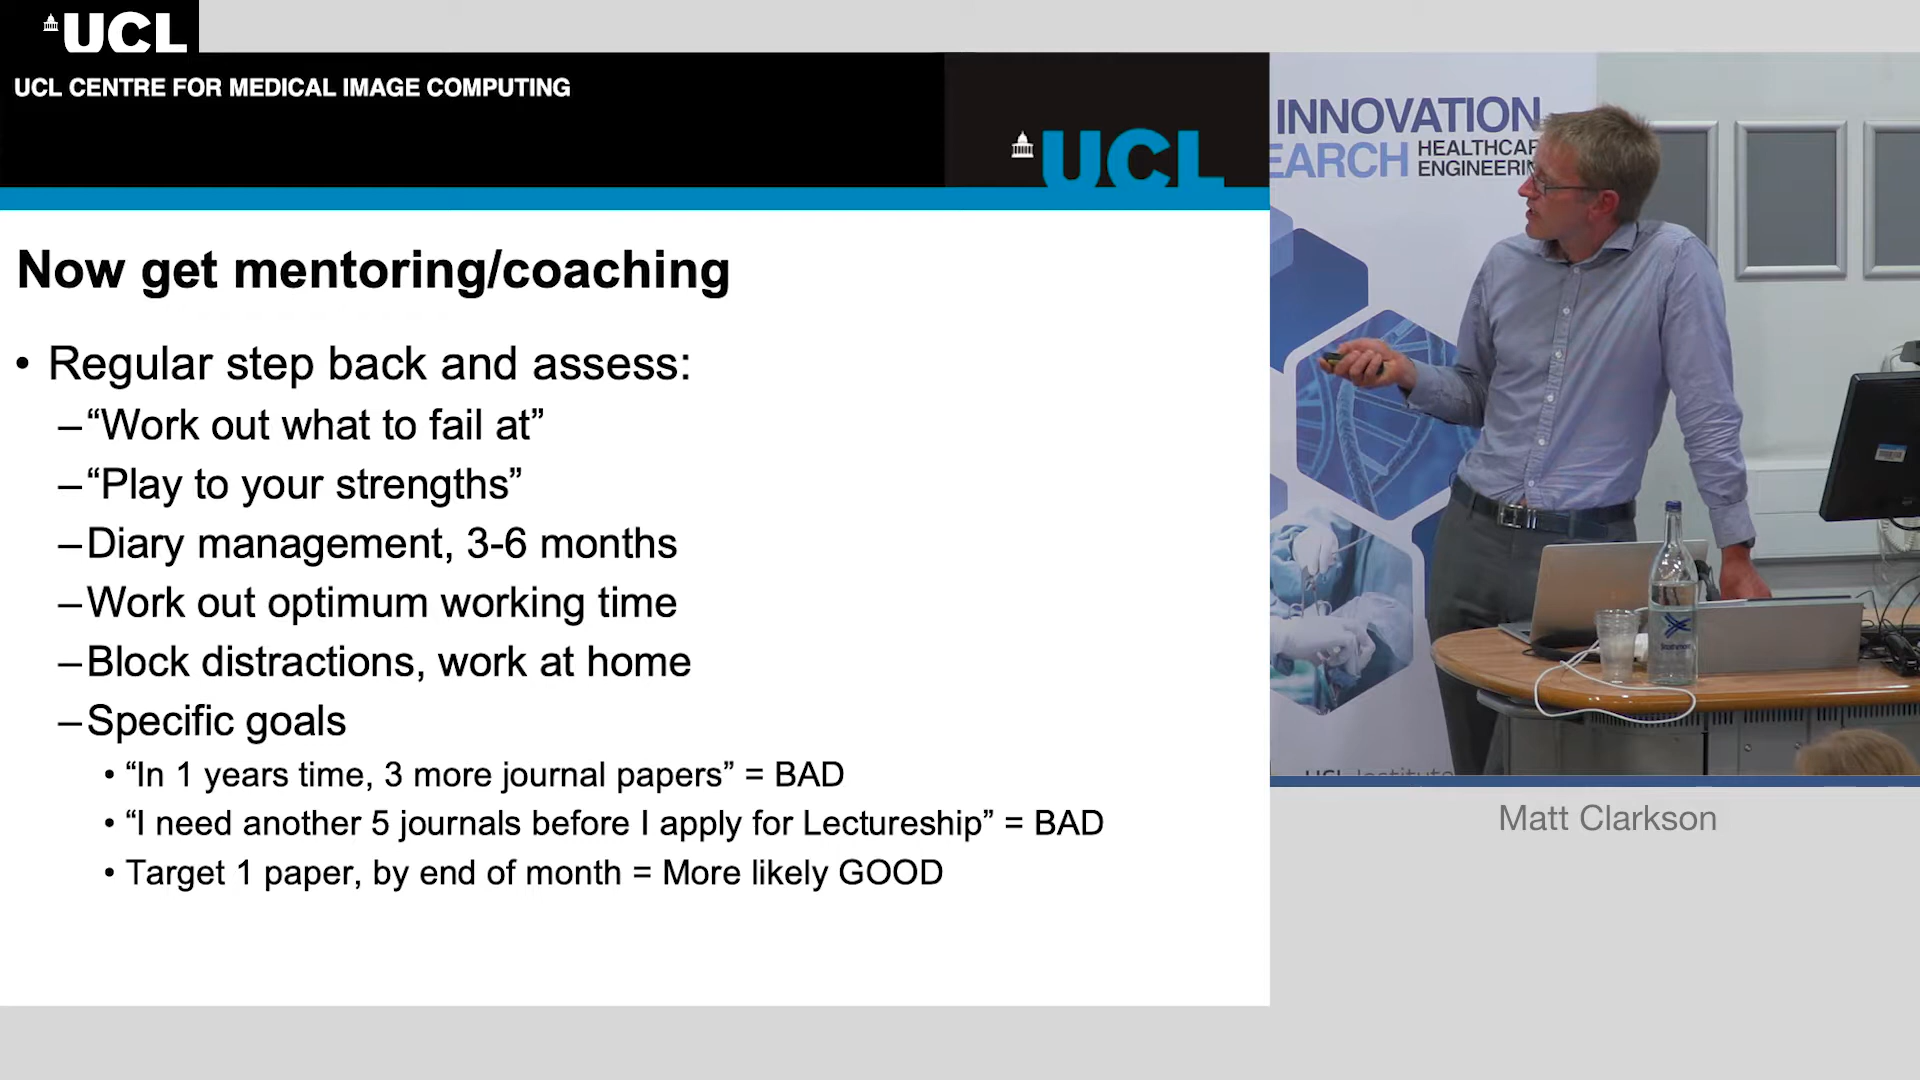 UCL
UCL CENTRE FOR MEDICAL IMAGE COMPUTING
UCL
Now get mentoring/coaching
• Regular step back and assess:
–“Work out what to fail at”
–“Play to your strengths”
–Diary management, 3-6 months
–Work out optimum working time
–Block distractions, work at home
–Specific goals
• “In 1 years time, 3 more journal papers” = BAD
• “I need another 5 journals before I apply for Lectureship” = BAD
• Target 1 paper, by end of month = More likely GOOD
INNOVATION
EARCH
HEALTHCAR
ENGINEERIN
Matt Clarkson